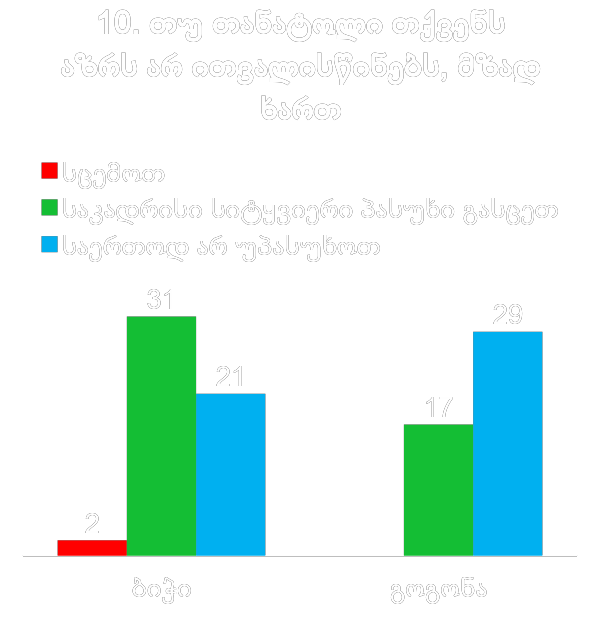 10. თუ თანატოლი თქვენს
აზრს არ ითვალისწინებს, მზად
ხართ
სცემოთ
საკადრისი სიტყვიერი პასუხი გასცეთ
საერთოდ არ უპასუხოთ
31
29
21
17
2
ბიჭი
გოგონა